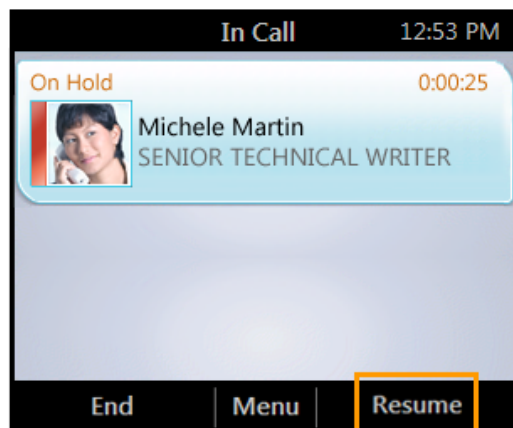 In Call 12:53 PM
On Hold 0:00:25
Michele Martin
SENIOR TECHNICAL WRITER
End Menu Resume